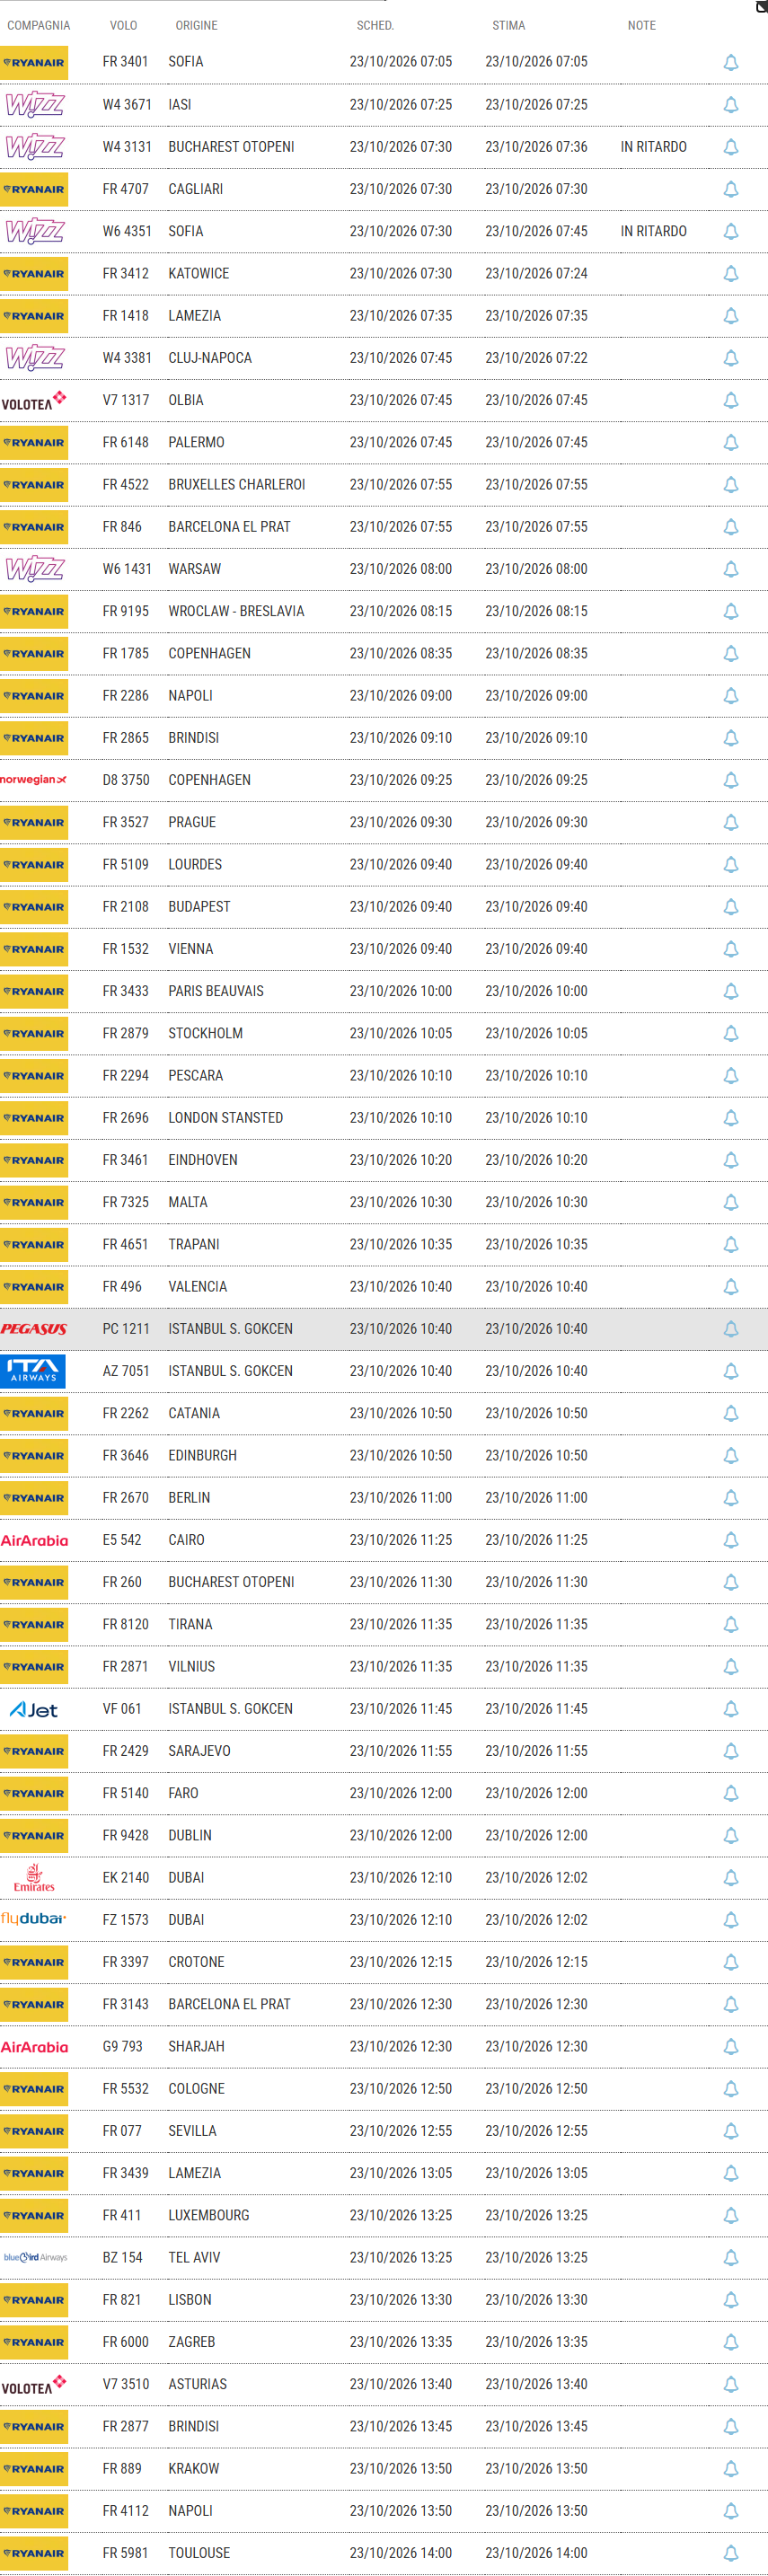 COMPAGNIA VOLO ORIGINE SCHED. STIMA NOTE
RYANAIR FR 3401 SOFIA 23/10/2026 07:05 23/10/2026 07:05
Wizz W4 3671 IASI 23/10/2026 07:25 23/10/2026 07:25
Wizz W4 3131 BUCHAREST OTOPENI 23/10/2026 07:30 23/10/2026 07:36 IN RITARDO
RYANAIR FR 4707 CAGLIARI 23/10/2026 07:30 23/10/2026 07:30
Wizz W6 4351 SOFIA 23/10/2026 07:30 23/10/2026 07:45 IN RITARDO
RYANAIR FR 3412 KATOWICE 23/10/2026 07:30 23/10/2026 07:24
RYANAIR FR 1418 LAMEZIA 23/10/2026 07:35 23/10/2026 07:35
Wizz W4 3381 CLUJ-NAPOCA 23/10/2026 07:45 23/10/2026 07:22
VOLOTEA V7 1317 OLBIA 23/10/2026 07:45 23/10/2026 07:45
RYANAIR FR 6148 PALERMO 23/10/2026 07:45 23/10/2026 07:45
RYANAIR FR 4522 BRUXELLES CHARLEROI 23/10/2026 07:55 23/10/2026 07:55
RYANAIR FR 846 BARCELONA EL PRAT 23/10/2026 07:55 23/10/2026 07:55
Wizz W6 1431 WARSAW 23/10/2026 08:00 23/10/2026 08:00
RYANAIR FR 9195 WROCLAW - BRESLAVIA 23/10/2026 08:15 23/10/2026 08:15
RYANAIR FR 1785 COPENHAGEN 23/10/2026 08:35 23/10/2026 08:35
RYANAIR FR 2286 NAPOLI 23/10/2026 09:00 23/10/2026 09:00
RYANAIR FR 2865 BRINDISI 23/10/2026 09:10 23/10/2026 09:10
norwegian D8 3750 COPENHAGEN 23/10/2026 09:25 23/10/2026 09:25
RYANAIR FR 3527 PRAGUE 23/10/2026 09:30 23/10/2026 09:30
RYANAIR FR 5109 LOURDES 23/10/2026 09:40 23/10/2026 09:40
RYANAIR FR 2108 BUDAPEST 23/10/2026 09:40 23/10/2026 09:40
RYANAIR FR 1532 VIENNA 23/10/2026 09:40 23/10/2026 09:40
RYANAIR FR 3433 PARIS BEAUVAIS 23/10/2026 10:00 23/10/2026 10:00
RYANAIR FR 2879 STOCKHOLM 23/10/2026 10:05 23/10/2026 10:05
RYANAIR FR 2294 PESCARA 23/10/2026 10:10 23/10/2026 10:10
RYANAIR FR 2696 LONDON STANSTED 23/10/2026 10:10 23/10/2026 10:10
RYANAIR FR 3461 EINDHOVEN 23/10/2026 10:20 23/10/2026 10:20
RYANAIR FR 7325 MALTA 23/10/2026 10:30 23/10/2026 10:30
RYANAIR FR 4651 TRAPANI 23/10/2026 10:35 23/10/2026 10:35
RYANAIR FR 496 VALENCIA 23/10/2026 10:40 23/10/2026 10:40
PEGASUS PC 1211 ISTANBUL S. GOKCEN 23/10/2026 10:40 23/10/2026 10:40
ITA AIRWAYS AZ 7051 ISTANBUL S. GOKCEN 23/10/2026 10:40 23/10/2026 10:40
RYANAIR FR 2262 CATANIA 23/10/2026 10:50 23/10/2026 10:50
RYANAIR FR 3646 EDINBURGH 23/10/2026 10:50 23/10/2026 10:50
RYANAIR FR 2670 BERLIN 23/10/2026 11:00 23/10/2026 11:00
AirArabia E5 542 CAIRO 23/10/2026 11:25 23/10/2026 11:25
RYANAIR FR 260 BUCHAREST OTOPENI 23/10/2026 11:30 23/10/2026 11:30
RYANAIR FR 8120 TIRANA 23/10/2026 11:35 23/10/2026 11:35
RYANAIR FR 2871 VILNIUS 23/10/2026 11:35 23/10/2026 11:35
AJet VF 061 ISTANBUL S. GOKCEN 23/10/2026 11:45 23/10/2026 11:45
RYANAIR FR 2429 SARAJEVO 23/10/2026 11:55 23/10/2026 11:55
RYANAIR FR 5140 FARO 23/10/2026 12:00 23/10/2026 12:00
RYANAIR FR 9428 DUBLIN 23/10/2026 12:00 23/10/2026 12:00
Emirates EK 2140 DUBAI 23/10/2026 12:10 23/10/2026 12:02
flydubai FZ 1573 DUBAI 23/10/2026 12:10 23/10/2026 12:02
RYANAIR FR 3397 CROTONE 23/10/2026 12:15 23/10/2026 12:15
RYANAIR FR 3143 BARCELONA EL PRAT 23/10/2026 12:30 23/10/2026 12:30
AirArabia G9 793 SHARJAH 23/10/2026 12:30 23/10/2026 12:30
RYANAIR FR 5532 COLOGNE 23/10/2026 12:50 23/10/2026 12:50
RYANAIR FR 077 SEVILLA 23/10/2026 12:55 23/10/2026 12:55
RYANAIR FR 3439 LAMEZIA 23/10/2026 13:05 23/10/2026 13:05
RYANAIR FR 411 LUXEMBOURG 23/10/2026 13:25 23/10/2026 13:25
bluebird Airways BZ 154 TEL AVIV 23/10/2026 13:25 23/10/2026 13:25
RYANAIR FR 821 LISBON 23/10/2026 13:30 23/10/2026 13:30
RYANAIR FR 6000 ZAGREB 23/10/2026 13:35 23/10/2026 13:35
VOLOTEA V7 3510 ASTURIAS 23/10/2026 13:40 23/10/2026 13:40
RYANAIR FR 2877 BRINDISI 23/10/2026 13:45 23/10/2026 13:45
RYANAIR FR 889 KRAKOW 23/10/2026 13:50 23/10/2026 13:50
RYANAIR FR 4112 NAPOLI 23/10/2026 13:50 23/10/2026 13:50
RYANAIR FR 5981 TOULOUSE 23/10/2026 14:00 23/10/2026 14:00